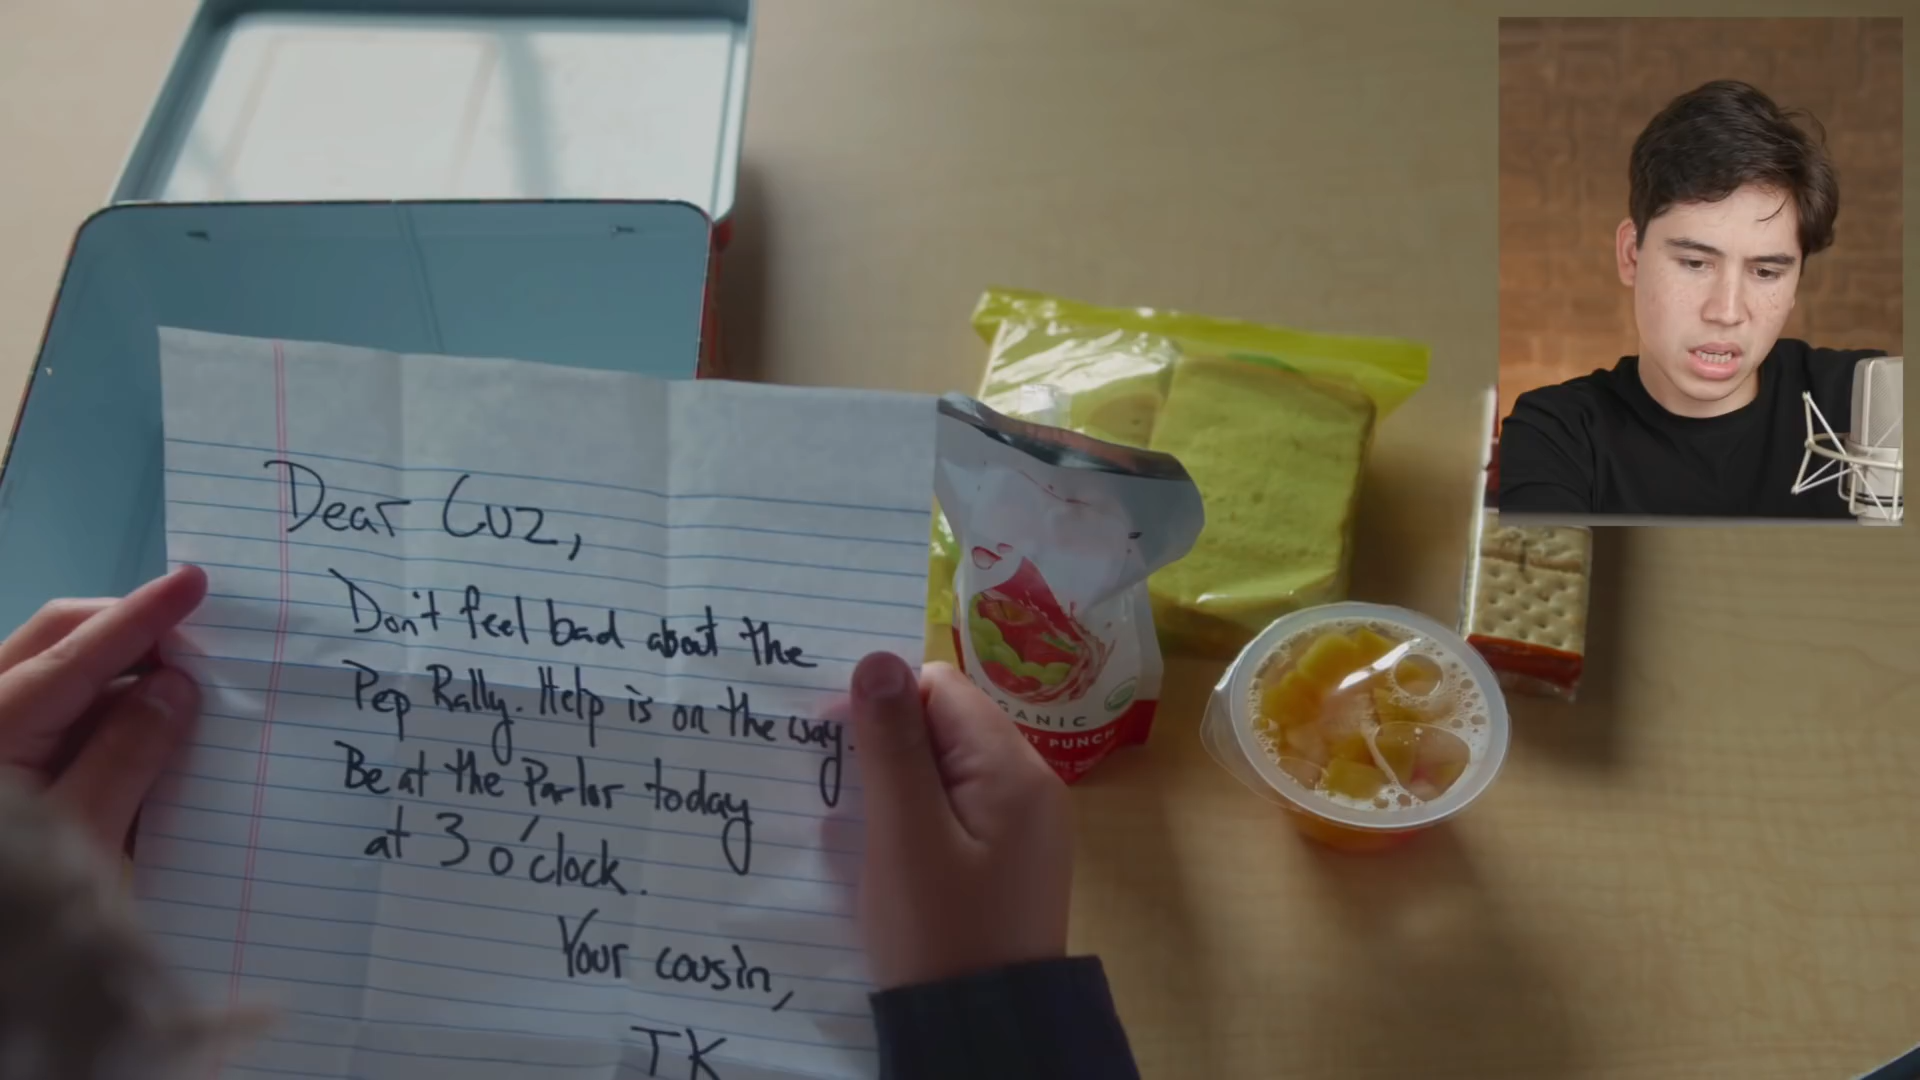 Dear Cuz,
Don't feel bad about the
Pep Rally. Help is on the way.
Be at the Parlor today
at 3 o'clock.
Your cousin,
TK
GANIC
PUNCH